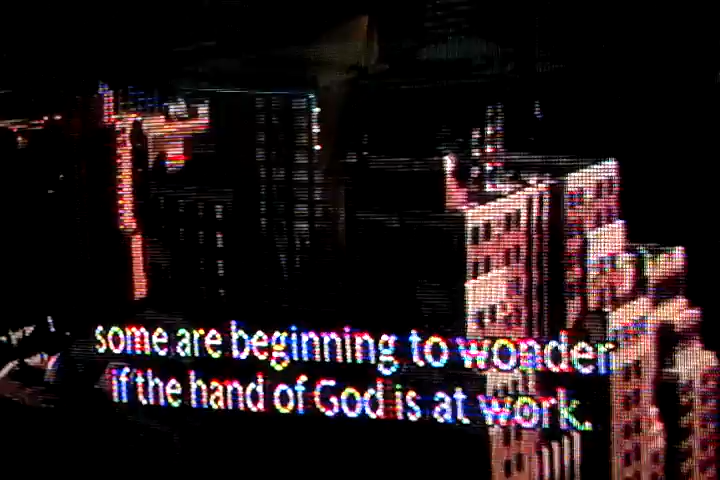 some are beginning to wonder
if the hand of God is at work.